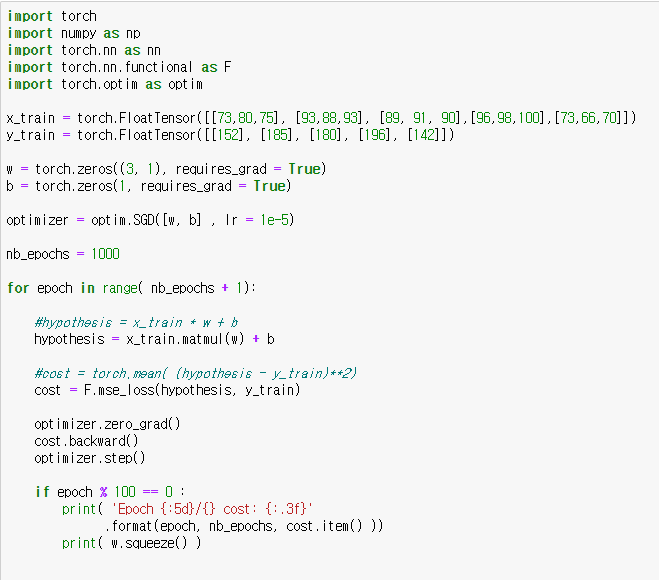 import torch
import numpy as np
import torch.nn as nn
import torch.nn.functional as F
import torch.optim as optim

x_train = torch.FloatTensor([[73,80,75], [93,88,93], [89, 91, 90],[96,98,100],[73,66,70]])
y_train = torch.FloatTensor([[152], [185], [180], [196], [142]])

w = torch.zeros((3, 1), requires_grad = True)
b = torch.zeros(1, requires_grad = True)

optimizer = optim.SGD([w, b] , lr = 1e-5)

nb_epochs = 1000

for epoch in range( nb_epochs + 1):

    #hypothesis = x_train * w + b
    hypothesis = x_train.matmul(w) + b

    #cost = torch.mean( (hypothesis - y_train)**2)
    cost = F.mse_loss(hypothesis, y_train)

    optimizer.zero_grad()
    cost.backward()
    optimizer.step()

    if epoch % 100 == 0 :
        print( 'Epoch {:5d}/{} cost: {:.3f}'
              .format(epoch, nb_epochs, cost.item() ))
        print( w.squeeze() )